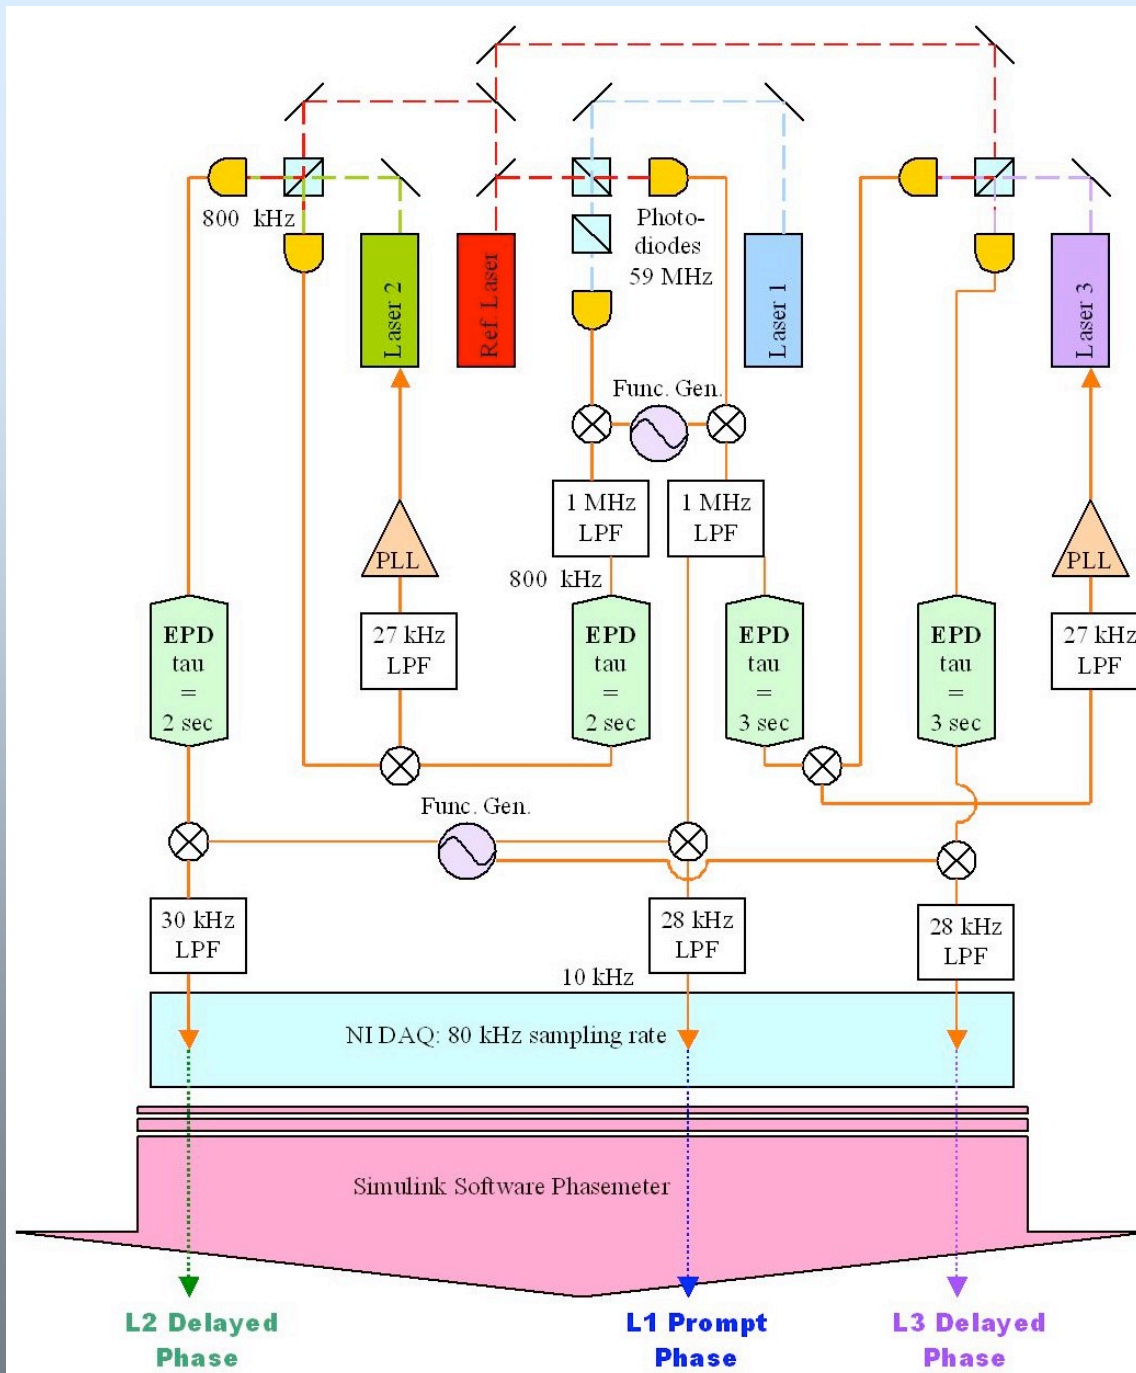 800 kHz
Photo-
diodes
59 MHz
Laser 2
Ref. Laser
Laser 1
Laser 3
Func. Gen.
1 MHz
LPF
1 MHz
LPF
PLL
800 kHz
PLL
EPD
tau
=
2 sec
27 kHz
LPF
EPD
tau
=
2 sec
EPD
tau
=
3 sec
EPD
tau
=
3 sec
27 kHz
LPF
Func. Gen.
30 kHz
LPF
28 kHz
LPF
28 kHz
LPF
10 kHz
NI DAQ: 80 kHz sampling rate
Simulink Software Phasemeter
L2 Delayed
Phase
L1 Prompt
Phase
L3 Delayed
Phase